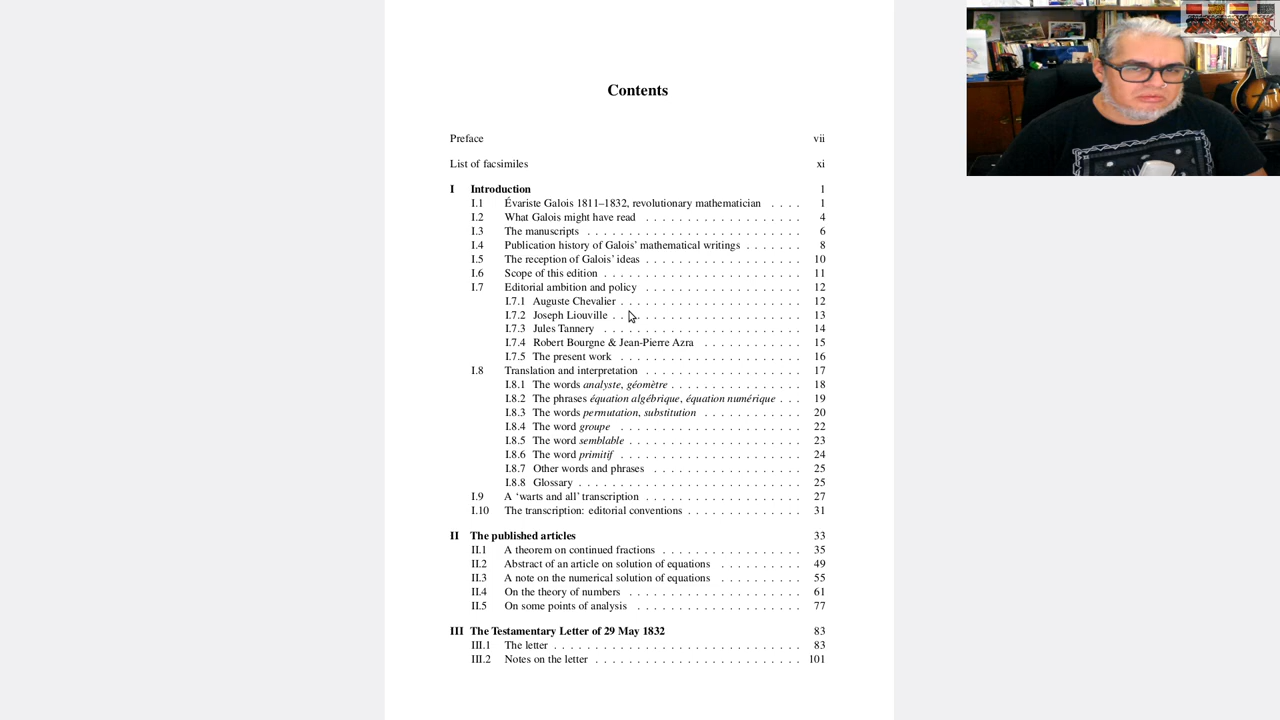 Contents
Preface vii
List of facsimiles xi
I Introduction 1
I.1 Évariste Galois 1811–1832, revolutionary mathematician . . . . 1
I.2 What Galois might have read . . . . . . . . . . . . . . . 4
I.3 The manuscripts . . . . . . . . . . . . . . . . . . . . 6
I.4 Publication history of Galois' mathematical writings . . . . . . . 8
I.5 The reception of Galois' ideas . . . . . . . . . . . . . . . 10
I.6 Scope of this edition . . . . . . . . . . . . . . . . . . . 11
I.7 Editorial ambition and policy . . . . . . . . . . . . . . . 12
I.7.1 Auguste Chevalier . . . . . . . . . . . . . . . . . 12
I.7.2 Joseph Liouville . . . . . . . . . . . . . . . . . . 13
I.7.3 Jules Tannery . . . . . . . . . . . . . . . . . . . 14
I.7.4 Robert Bourgne & Jean-Pierre Azra . . . . . . . . . . 15
I.7.5 The present work . . . . . . . . . . . . . . . . . 16
I.8 Translation and interpretation . . . . . . . . . . . . . . . 17
I.8.1 The words analyste, géomètre . . . . . . . . . . . . . 18
I.8.2 The phrases équation algébrique, équation numérique . . . 19
I.8.3 The words permutation, substitution . . . . . . . . . . 20
I.8.4 The word groupe . . . . . . . . . . . . . . . . . 22
I.8.5 The word semblable . . . . . . . . . . . . . . . . 23
I.8.6 The word primitif . . . . . . . . . . . . . . . . . 24
I.8.7 Other words and phrases . . . . . . . . . . . . . . 25
I.8.8 Glossary . . . . . . . . . . . . . . . . . . . . . 25
I.9 A ‘warts and all’ transcription . . . . . . . . . . . . . . . 27
I.10 The transcription: editorial conventions . . . . . . . . . . . 31
II The published articles 33
II.1 A theorem on continued fractions . . . . . . . . . . . . . 35
II.2 Abstract of an article on solution of equations . . . . . . . . . 49
II.3 A note on the numerical solution of equations . . . . . . . . . 55
II.4 On the theory of numbers . . . . . . . . . . . . . . . . . 61
II.5 On some points of analysis . . . . . . . . . . . . . . . . 77
III The Testamentary Letter of 29 May 1832 83
III.1 The letter . . . . . . . . . . . . . . . . . . . . . . . . 83
III.2 Notes on the letter . . . . . . . . . . . . . . . . . . . . 101